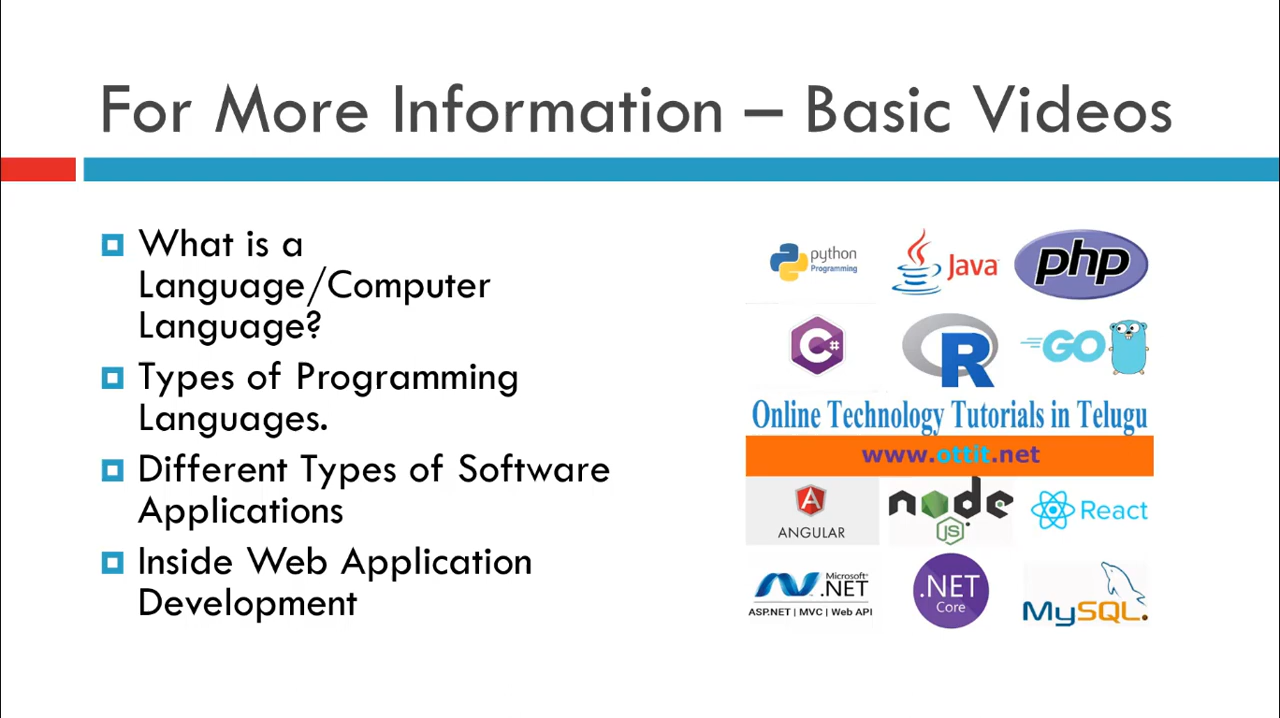 For More Information – Basic Videos
What is a
Language/Computer
Language?
Types of Programming
Languages.
Different Types of Software
Applications
Inside Web Application
Development
python
Programming
Java
php
C#
R
GO
Online Technology Tutorials in Telugu
www.ottit.net
A
ANGULAR
node
JS
React
Microsoft
.NET
ASP.NET | MVC | Web API
.NET
Core
MySQL